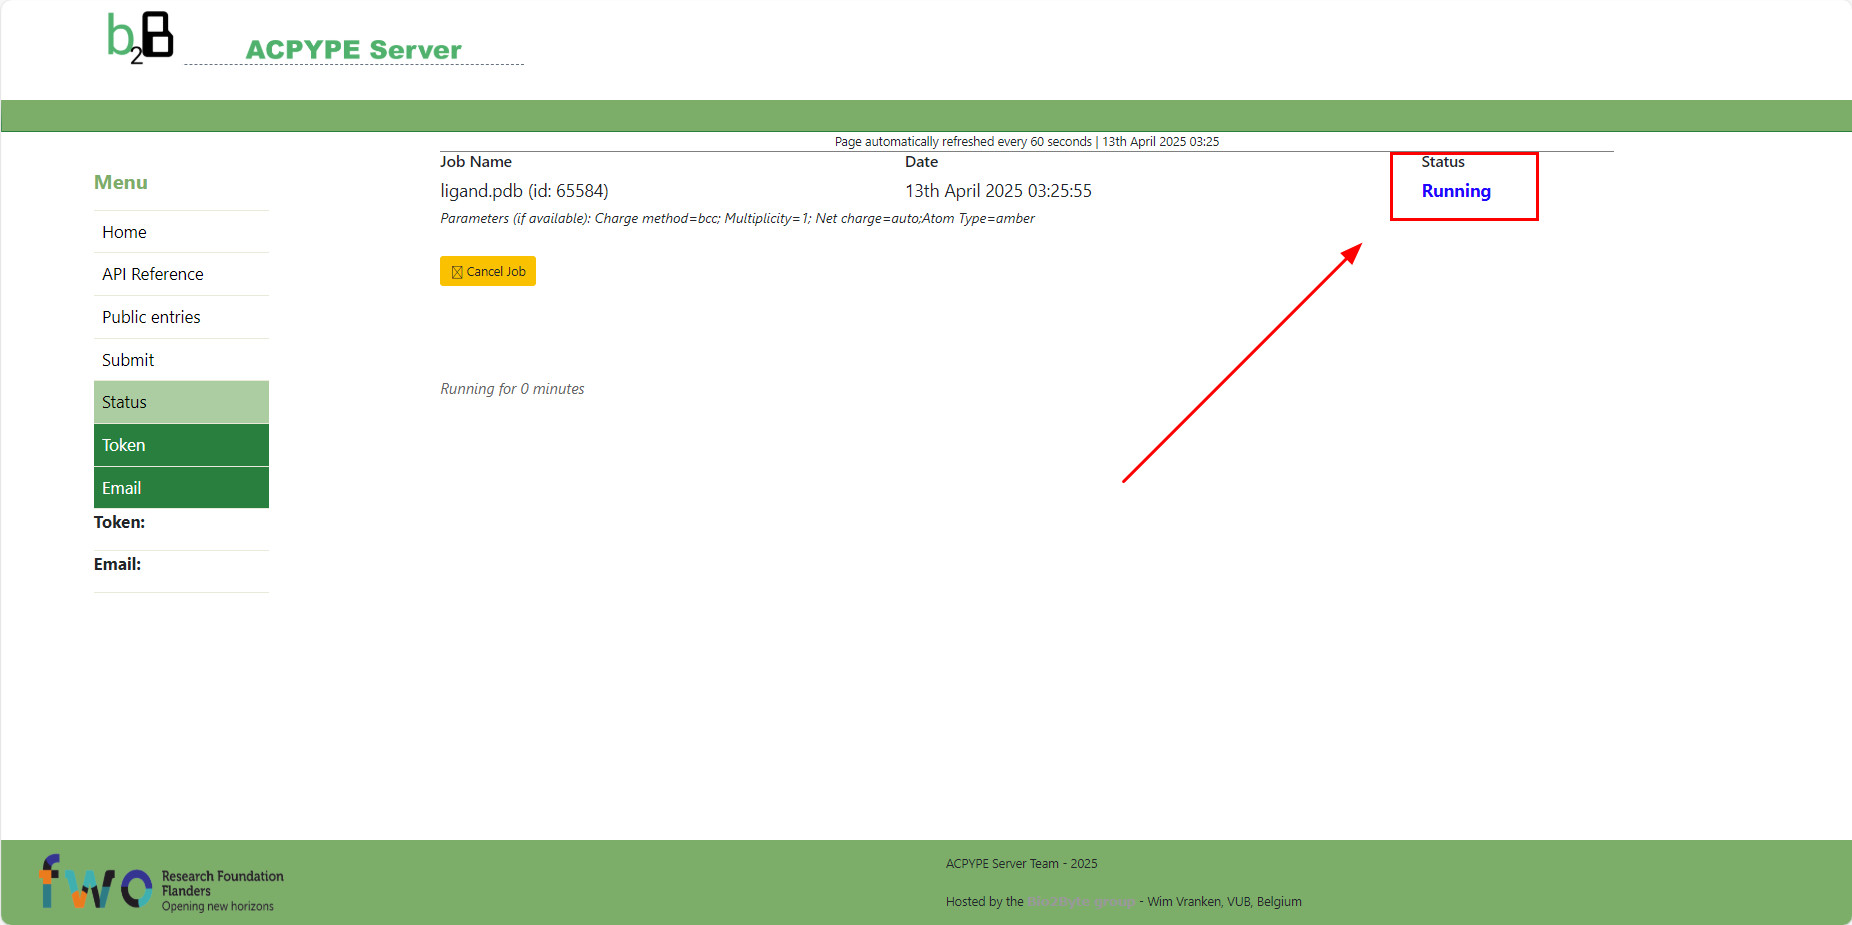 b2B
ACPYPE Server
Page automatically refreshed every 60 seconds | 13th April 2025 03:25
Job Name Date Status
ligand.pdb (id: 65584) 13th April 2025 03:25:55 Running
Parameters (if available): Charge method=bcc; Multiplicity=1; Net charge=auto;Atom Type=amber
Cancel Job
Running for 0 minutes
Menu
Home
API Reference
Public entries
Submit
Status
Token
Email
Token:
Email:
fwo
Research Foundation
Flanders
Opening new horizons
ACPYPE Server Team - 2025
Hosted by the - Wim Vranken, VUB, Belgium